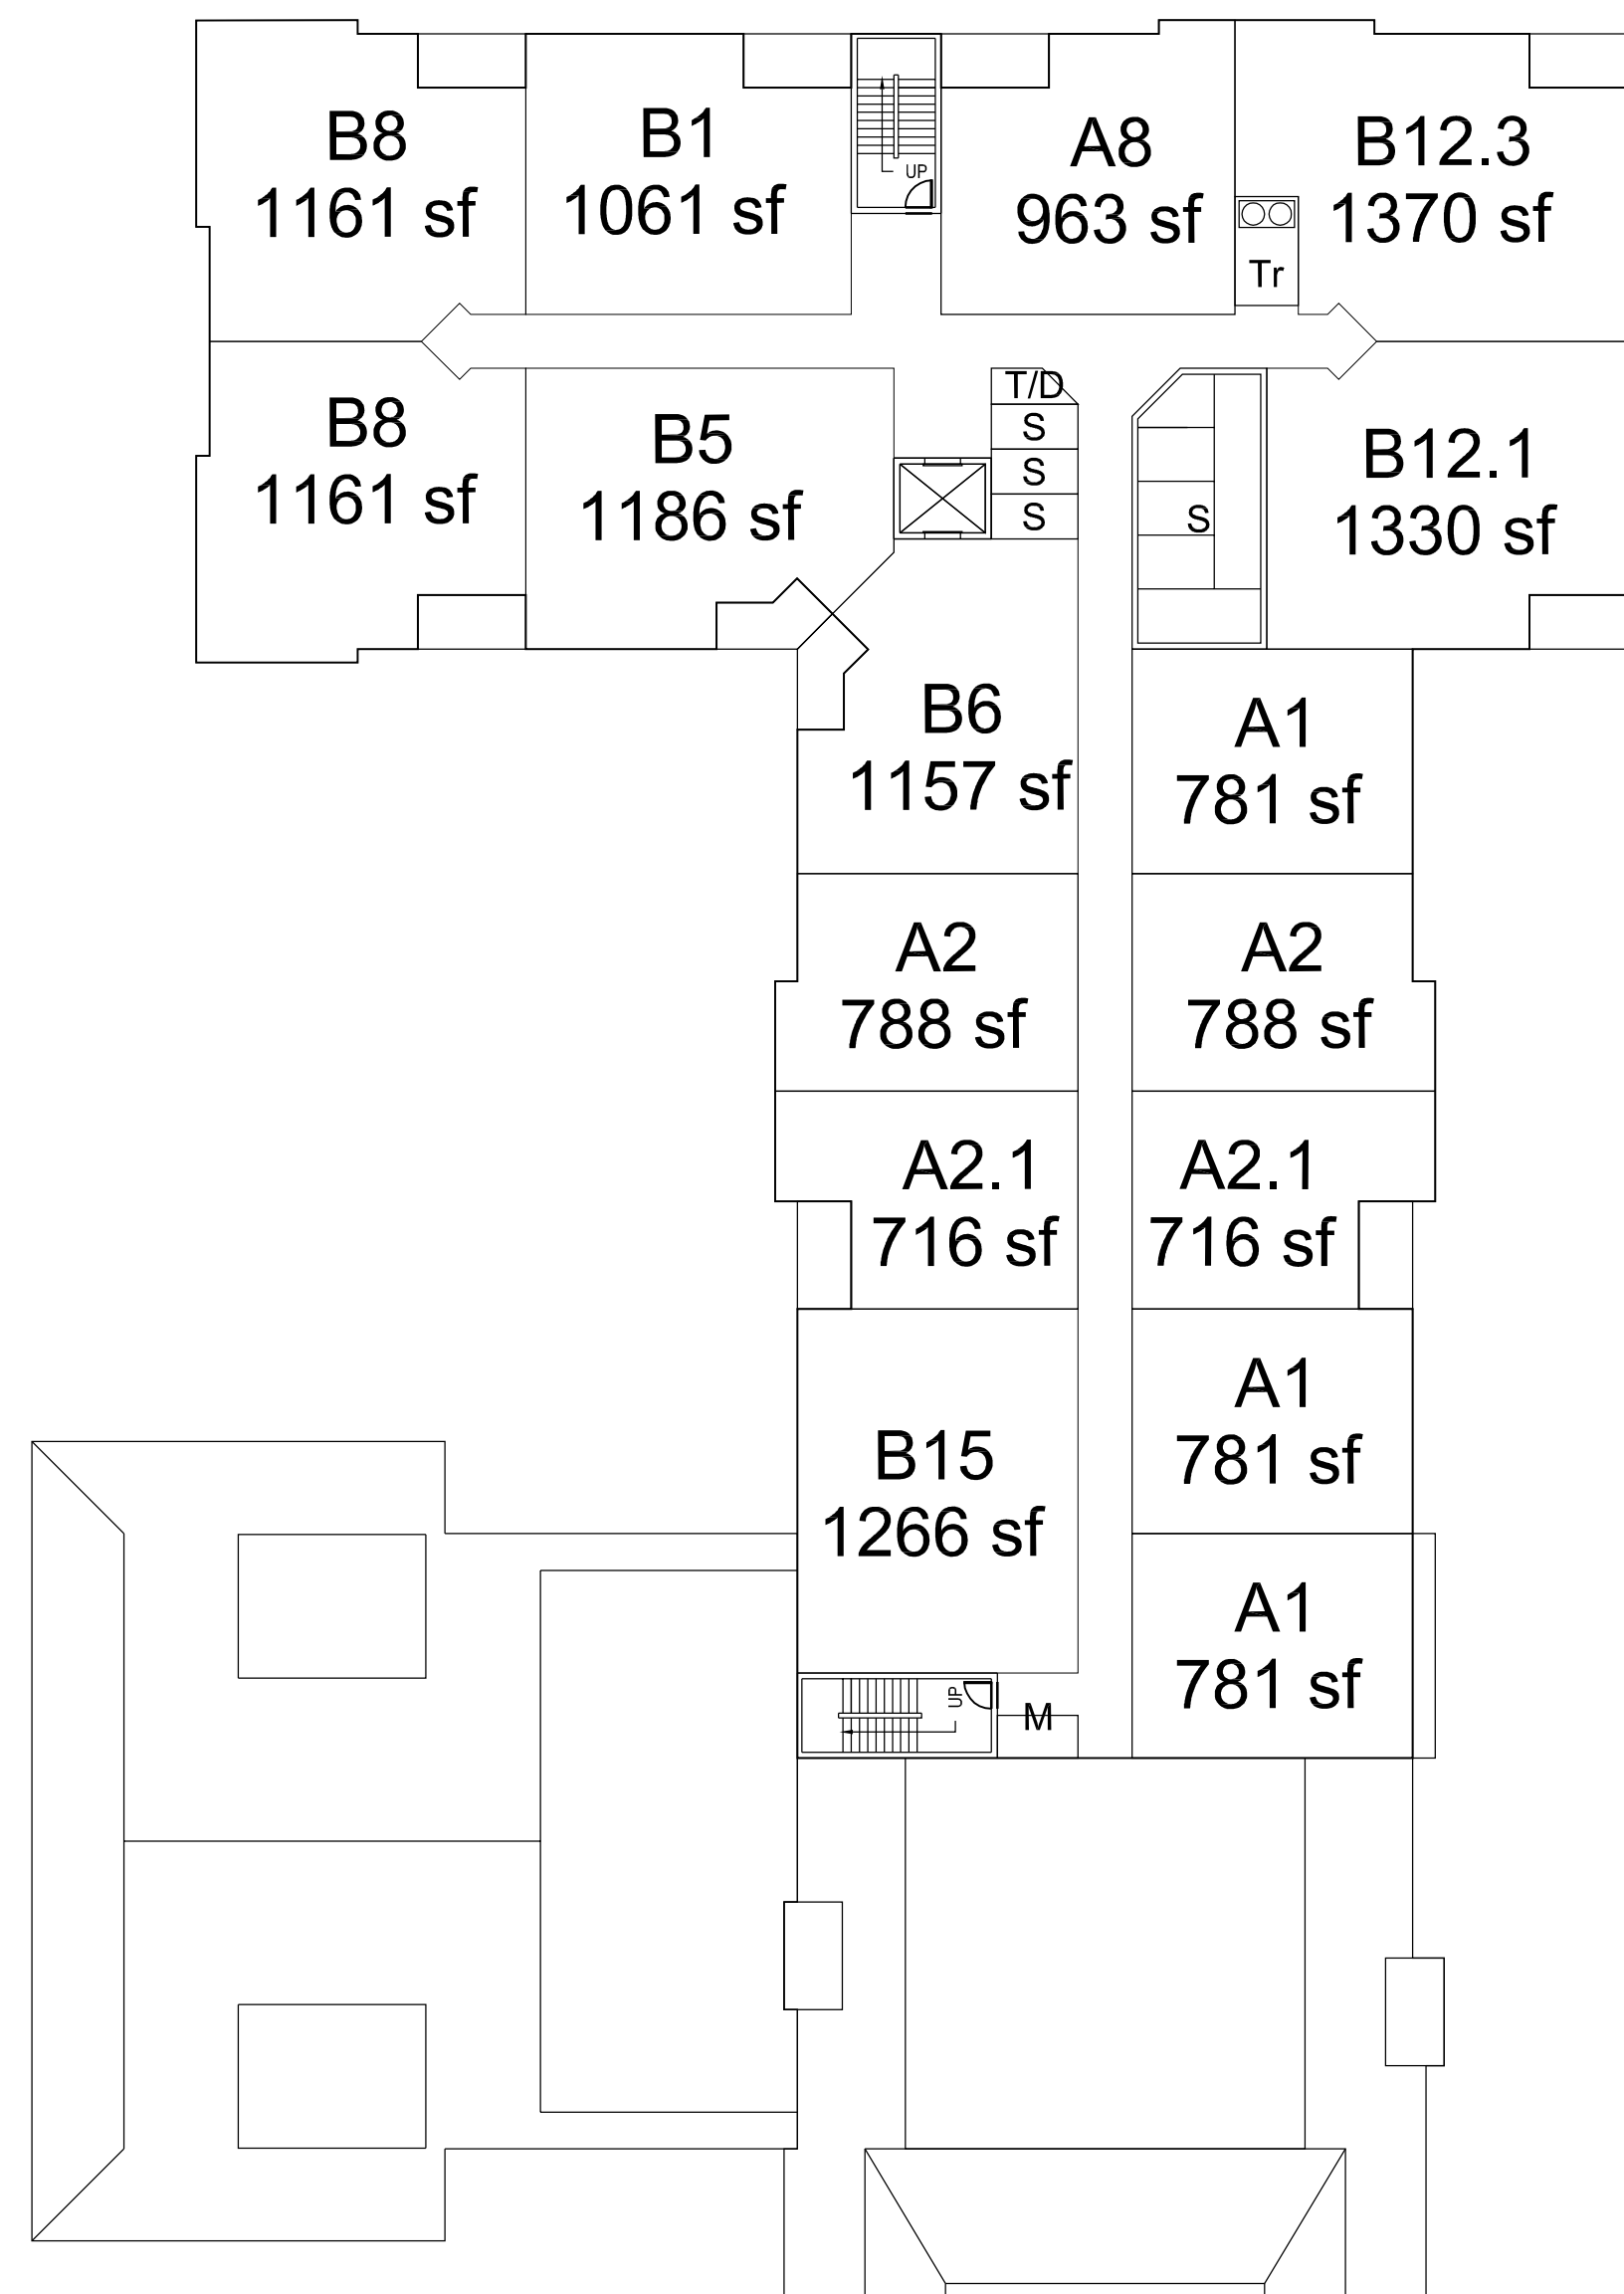 B8
1161 sf
B1
1061 sf
UP
A8
963 sf
B12.3
1370 sf
Tr
B8
1161 sf
B5
1186 sf
T/D
S
S
S
S
B12.1
1330 sf
B6
1157 sf
A1
781 sf
A2
788 sf
A2
788 sf
A2.1
716 sf
A2.1
716 sf
B15
1266 sf
A1
781 sf
A1
781 sf
UP
M